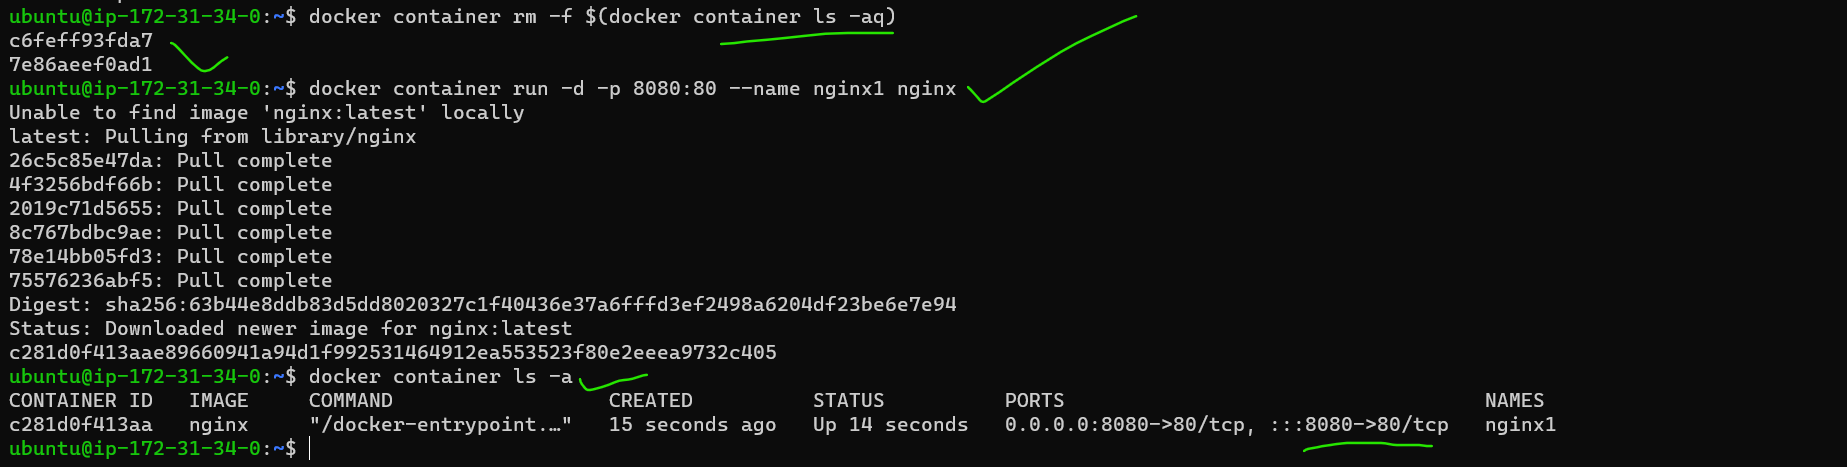 ubuntu@ip-172-31-34-0:~$ docker container rm -f $(docker container ls -aq)
c6feff93fda7
7e86aeef0ad1
ubuntu@ip-172-31-34-0:~$ docker container run -d -p 8080:80 --name nginx1 nginx
Unable to find image 'nginx:latest' locally
latest: Pulling from library/nginx
26c5c85e47da: Pull complete
4f3256bdf66b: Pull complete
2019c71d5655: Pull complete
8c767bdbc9ae: Pull complete
78e14bb05fd3: Pull complete
75576236abf5: Pull complete
Digest: sha256:63b44e8ddb83d5dd8020327c1f40436e37a6fffd3ef2498a6204df23be6e7e94
Status: Downloaded newer image for nginx:latest
c281d0f413aae89660941a94d1f992531464912ea553523f80e2eeea9732c405
ubuntu@ip-172-31-34-0:~$ docker container ls -a
CONTAINER ID   IMAGE     COMMAND                  CREATED          STATUS          PORTS                                   NAMES
c281d0f413aa   nginx     "/docker-entrypoint.…"   15 seconds ago   Up 14 seconds   0.0.0.0:8080->80/tcp, :::8080->80/tcp   nginx1
ubuntu@ip-172-31-34-0:~$